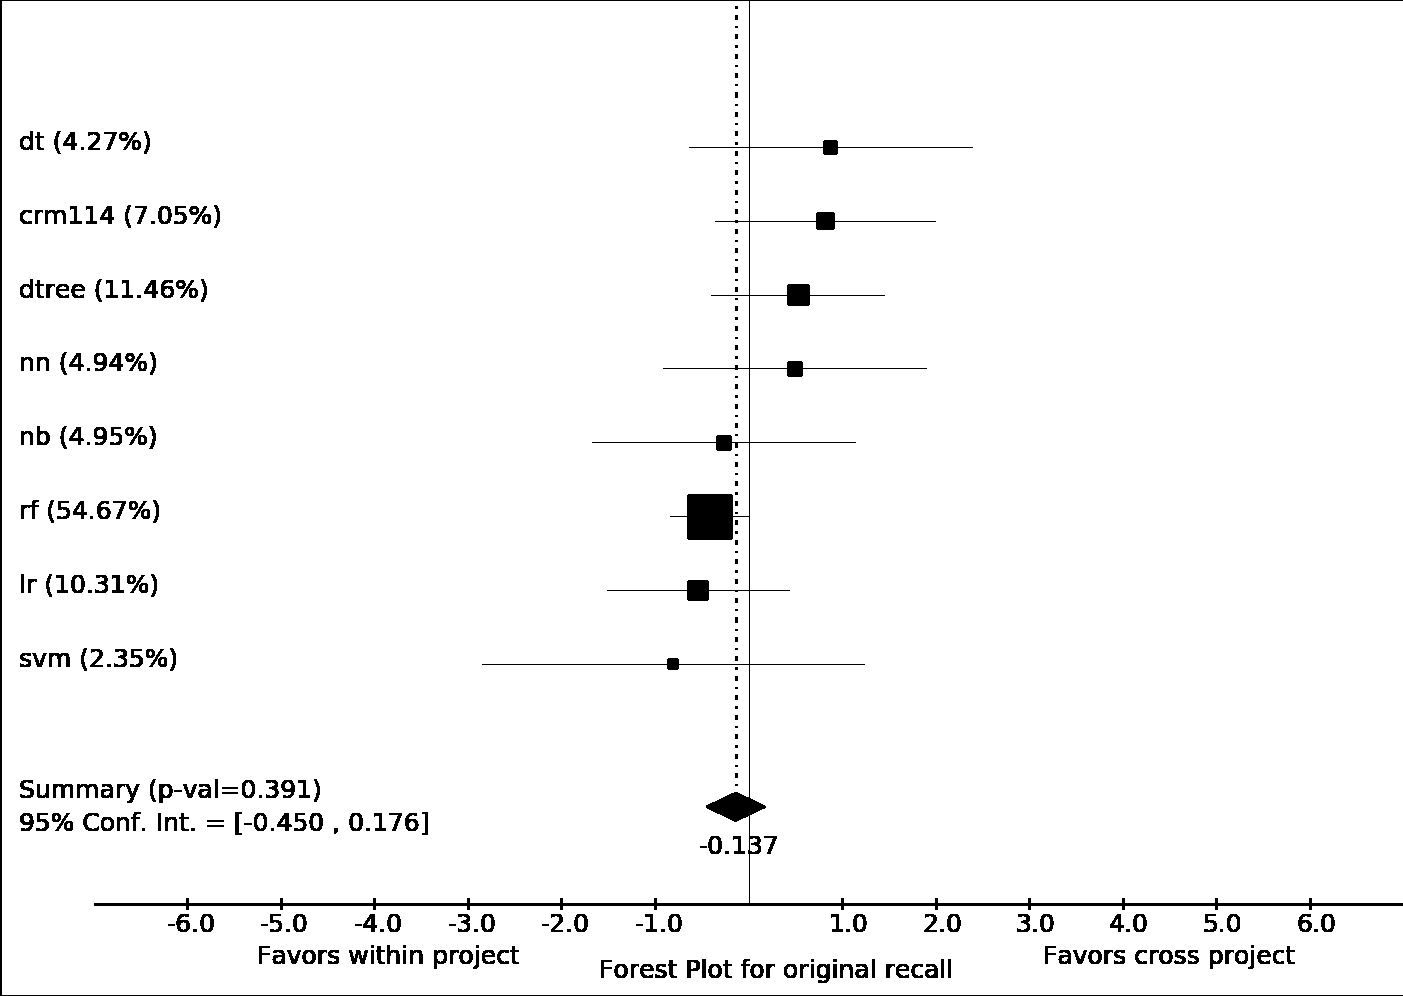 dt (4.27%)
crm114 (7.05%)
dtree (11.46%)
nn (4.94%)
nb (4.95%)
rf (54.67%)
lr (10.31%)
svm (2.35%)
Summary (p-val=0.391)
95% Conf. Int. = [-0.450 , 0.176]
-0.137
-6.0 -5.0 -4.0 -3.0 -2.0 -1.0 1.0 2.0 3.0 4.0 5.0 6.0
Favors within project Favors cross project
Forest Plot for original recall